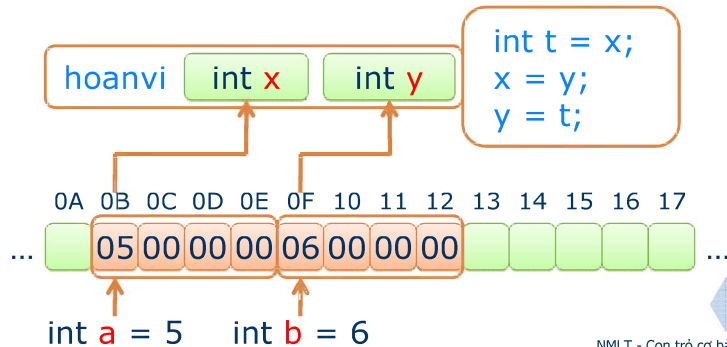 int t = x;
hoanvi int x int y x = y;
y = t;
0A 0B 0C 0D 0E 0F 10 11 12 13 14 15 16 17
... 05 00 00 00 06 00 00 00 ...
int a = 5 int b = 6
NMLT - Con trỏ cơ